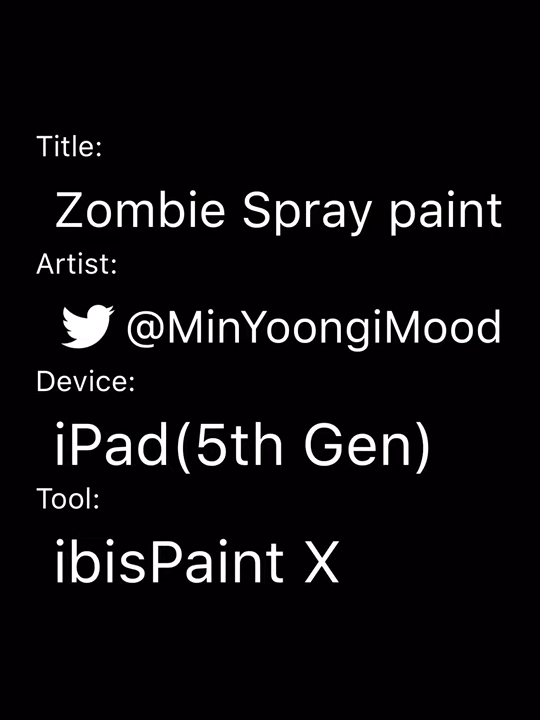 Title:
Zombie Spray paint
Artist:
@MinYoongiMood
Device:
iPad(5th Gen)
Tool:
ibisPaint X